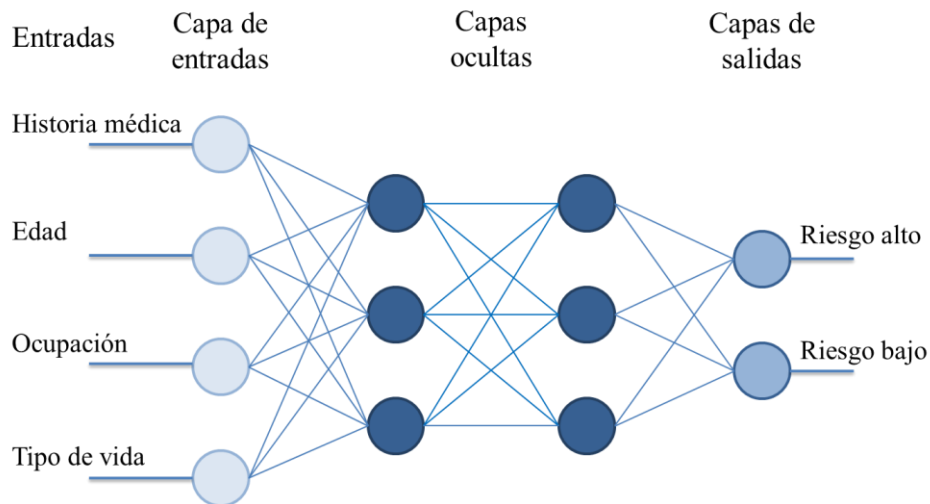 Entradas
Capa de
entradas
Capas
ocultas
Capas de
salidas
Historia médica
Edad
Ocupación
Tipo de vida
Riesgo alto
Riesgo bajo